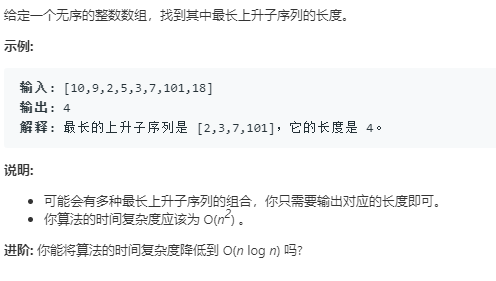 给定一个无序的整数数组，找到其中最长上升子序列的长度。
示例:
输入: [10,9,2,5,3,7,101,18]
输出: 4
解释: 最长的上升子序列是 [2,3,7,101]，它的长度是 4。
说明:
• 可能会有多种最长上升子序列的组合，你只需要输出对应的长度即可。
• 你算法的时间复杂度应该为 O(n²) 。
进阶: 你能将算法的时间复杂度降低到 O(n log n) 吗?